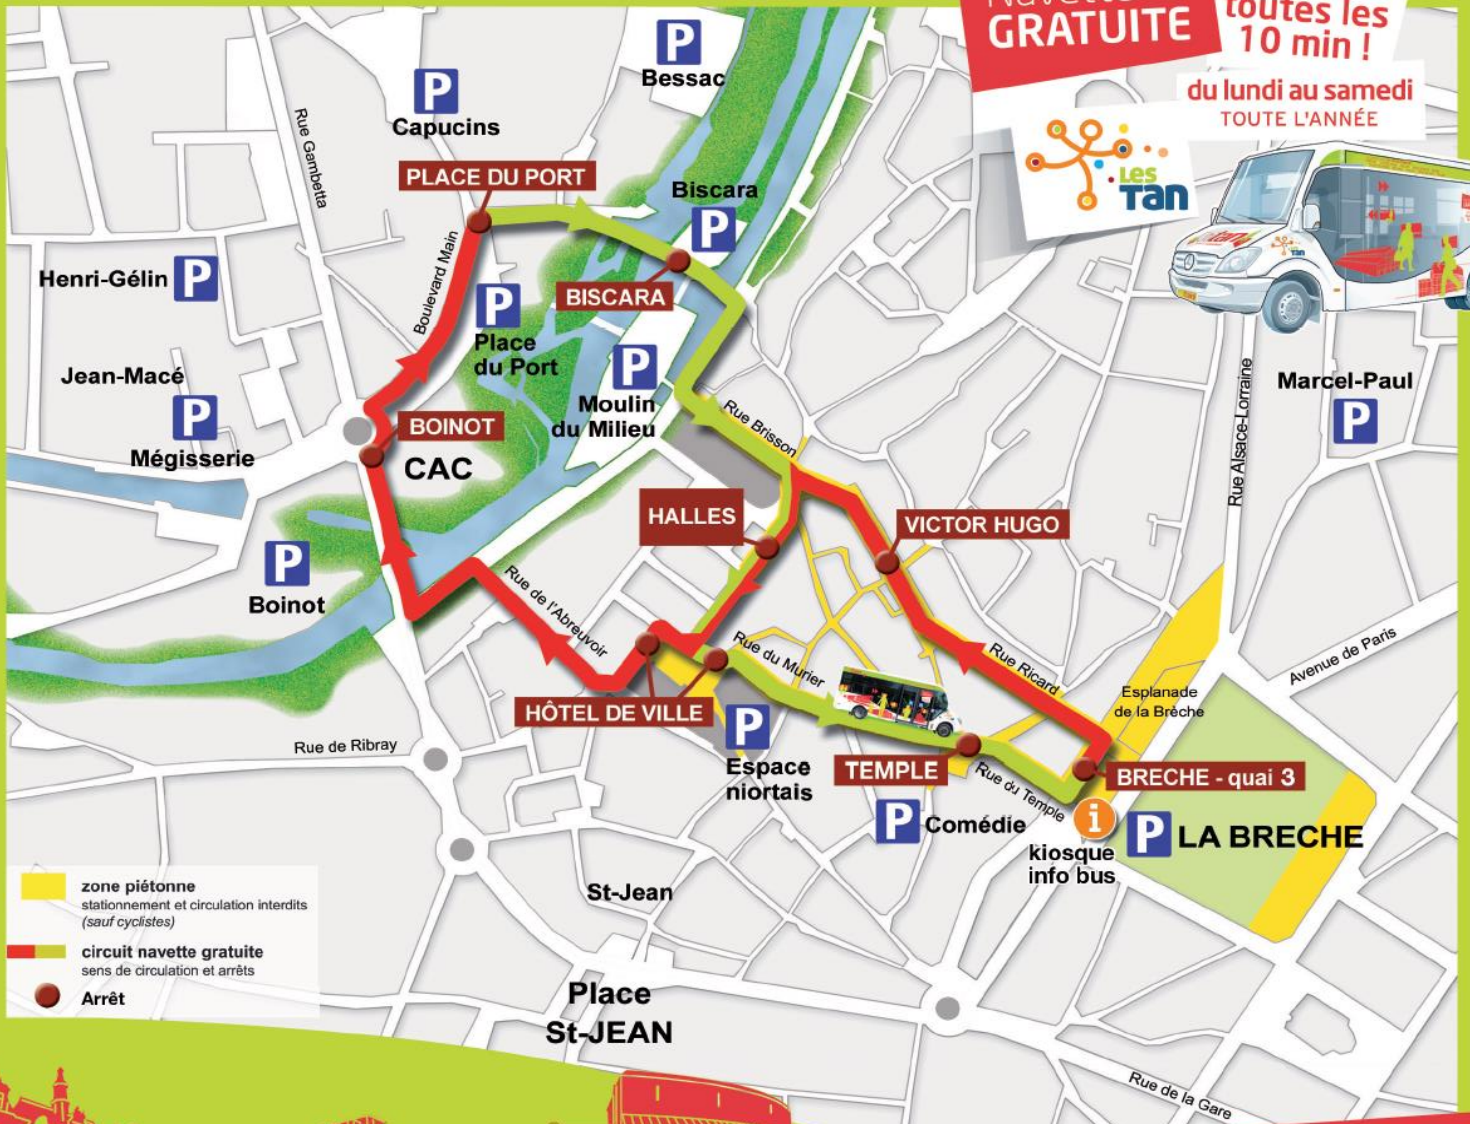 Navette
GRATUITE
toutes les
10 min !
du lundi au samedi
TOUTE L'ANNÉE
LES
Tan
Bessac
Capucins
Rue Gambetta
PLACE DU PORT
Biscara
Boulevard Main
Henri-Gélin
BISCARA
Place
du Port
Jean-Macé
Mégisserie
Moulin
du Milieu
BOINOT
CAC
Rue Brisson
Marcel-Paul
Rue Alsace-Lorraine
HALLES
VICTOR HUGO
Boinot
Rue de l'Abreuvoir
Rue du Murier
Rue Ricard
Avenue de Paris
Esplanade
de la Brèche
HÔTEL DE VILLE
Rue de Ribray
Espace
niortais
TEMPLE
Rue du Temple
BRECHE - quai 3
Comédie
i
kiosque
info bus
P LA BRECHE
St-Jean
Place
St-JEAN
Rue de la Gare
zone piétonne
stationnement et circulation interdits
(sauf cyclistes)
circuit navette gratuite
sens de circulation et arrêts
Arrêt